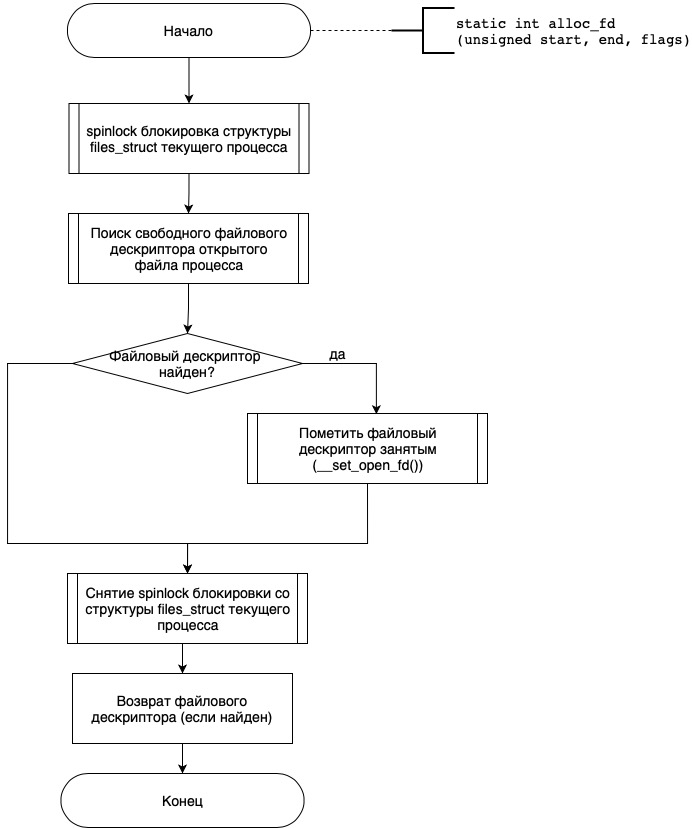 Начало
static int alloc_fd
(unsigned start, end, flags)
spinlock блокировка структуры
files_struct текущего процесса
Поиск свободного файлового
дескриптора открытого
файла процесса
Файловый дескриптор
найден?
да
Пометить файловый
дескриптор занятым
(__set_open_fd())
Снятие spinlock блокировки со
структуры files_struct текущего
процесса
Возврат файлового
дескриптора (если найден)
Конец